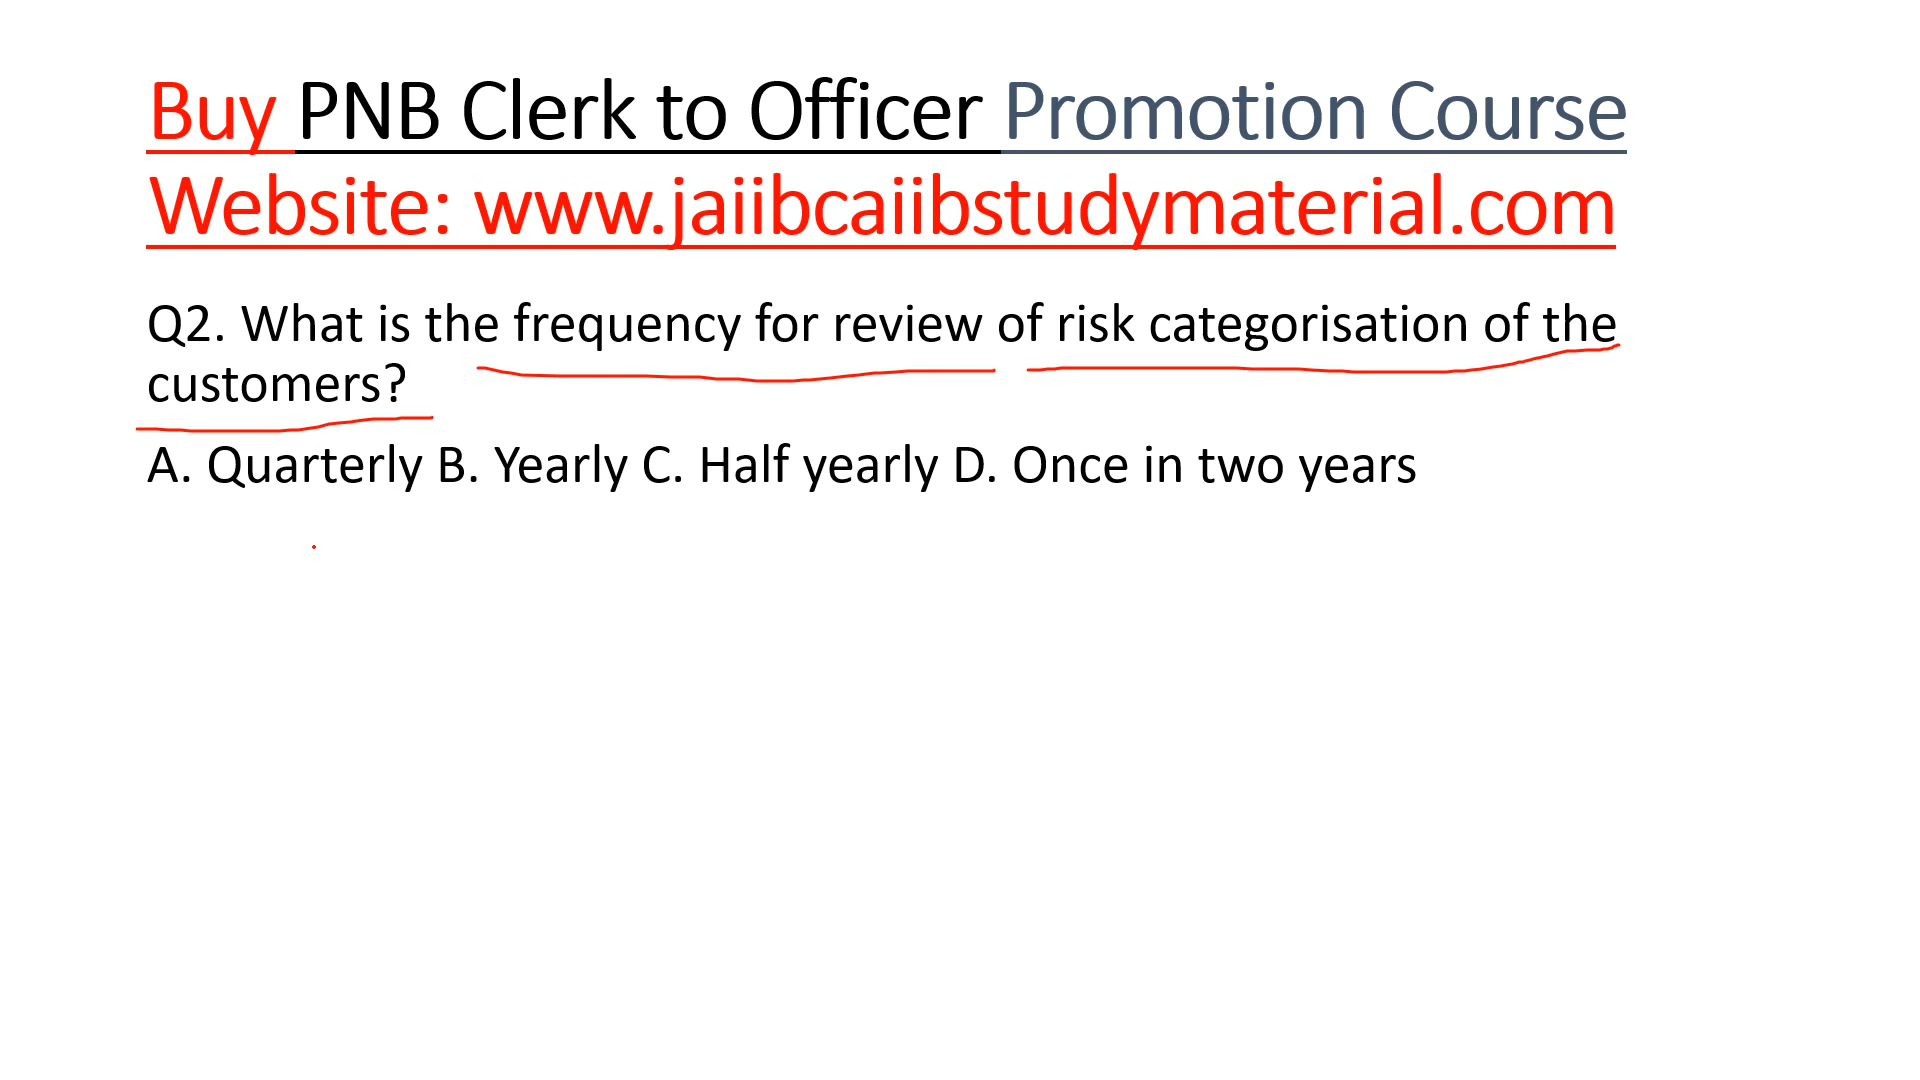 Buy PNB Clerk to Officer Promotion Course
Website: www.jaiibcaiibstudymaterial.com
Q2. What is the frequency for review of risk categorisation of the
customers?
A. Quarterly B. Yearly C. Half yearly D. Once in two years